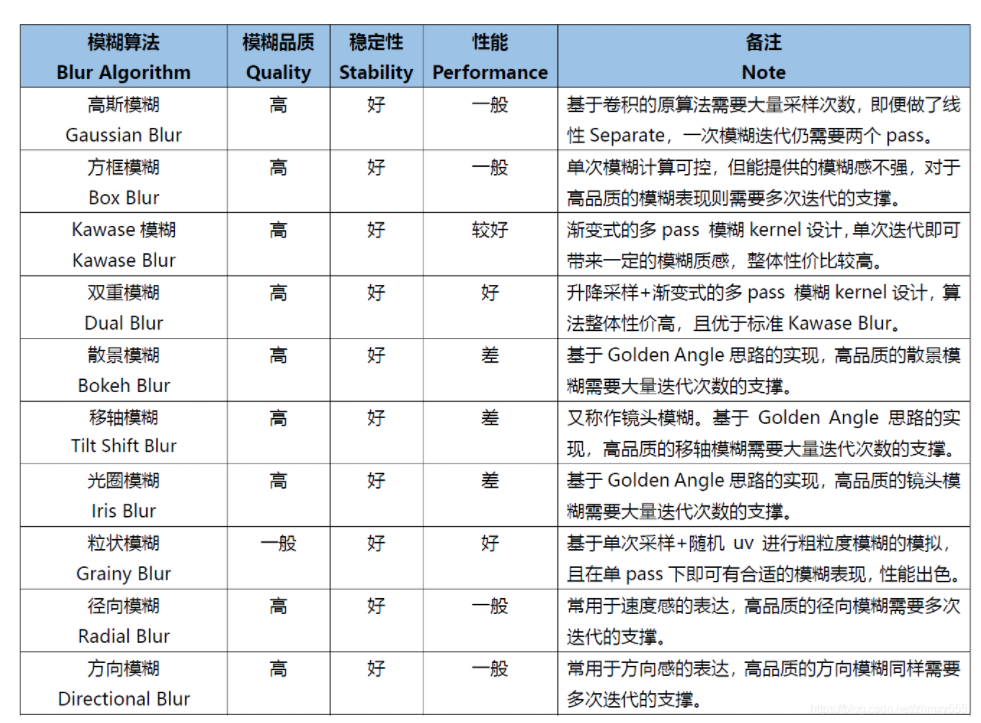 模糊算法 模糊品质 稳定性 性能 备注
Blur Algorithm Quality Stability Performance Note
高斯模糊 高 好 一般 基于卷积的原算法需要大量采样次数，即便做了线
Gaussian Blur 性 Separate，一次模糊迭代仍需要两个 pass。
方框模糊 高 好 一般 单次模糊计算可控，但能提供的模糊感不强，对于
Box Blur 高品质的模糊表现则需要多次迭代的支撑。
Kawase 模糊 高 好 较好 渐变式的多 pass 模糊 kernel 设计，单次迭代即可
Kawase Blur 带来一定的模糊质感，整体性价比较高。
双重模糊 高 好 好 升降采样+渐变式的多 pass 模糊 kernel 设计，算
Dual Blur 法整体性价高，且优于标准 Kawase Blur。
散景模糊 高 好 差 基于 Golden Angle 思路的实现，高品质的散景模
Bokeh Blur 糊需要大量迭代次数的支撑。
移轴模糊 高 好 差 又称作镜头模糊。基于 Golden Angle 思路的实
Tilt Shift Blur 现，高品质的移轴模糊需要大量迭代次数的支撑。
光圈模糊 高 好 差 基于 Golden Angle 思路的实现，高品质的镜头模
Iris Blur 糊需要大量迭代次数的支撑。
粒状模糊 一般 好 好 基于单次采样+随机 uv 进行粗粒度模糊的模拟，
Grainy Blur 且在单 pass 下即可有合适的模糊表现，性能出色。
径向模糊 高 好 一般 常用于速度感的表达，高品质的径向模糊需要多次
Radial Blur 迭代的支撑。
方向模糊 高 好 一般 常用于方向感的表达，高品质的方向模糊同样需要
Directional Blur 多次迭代的支撑。